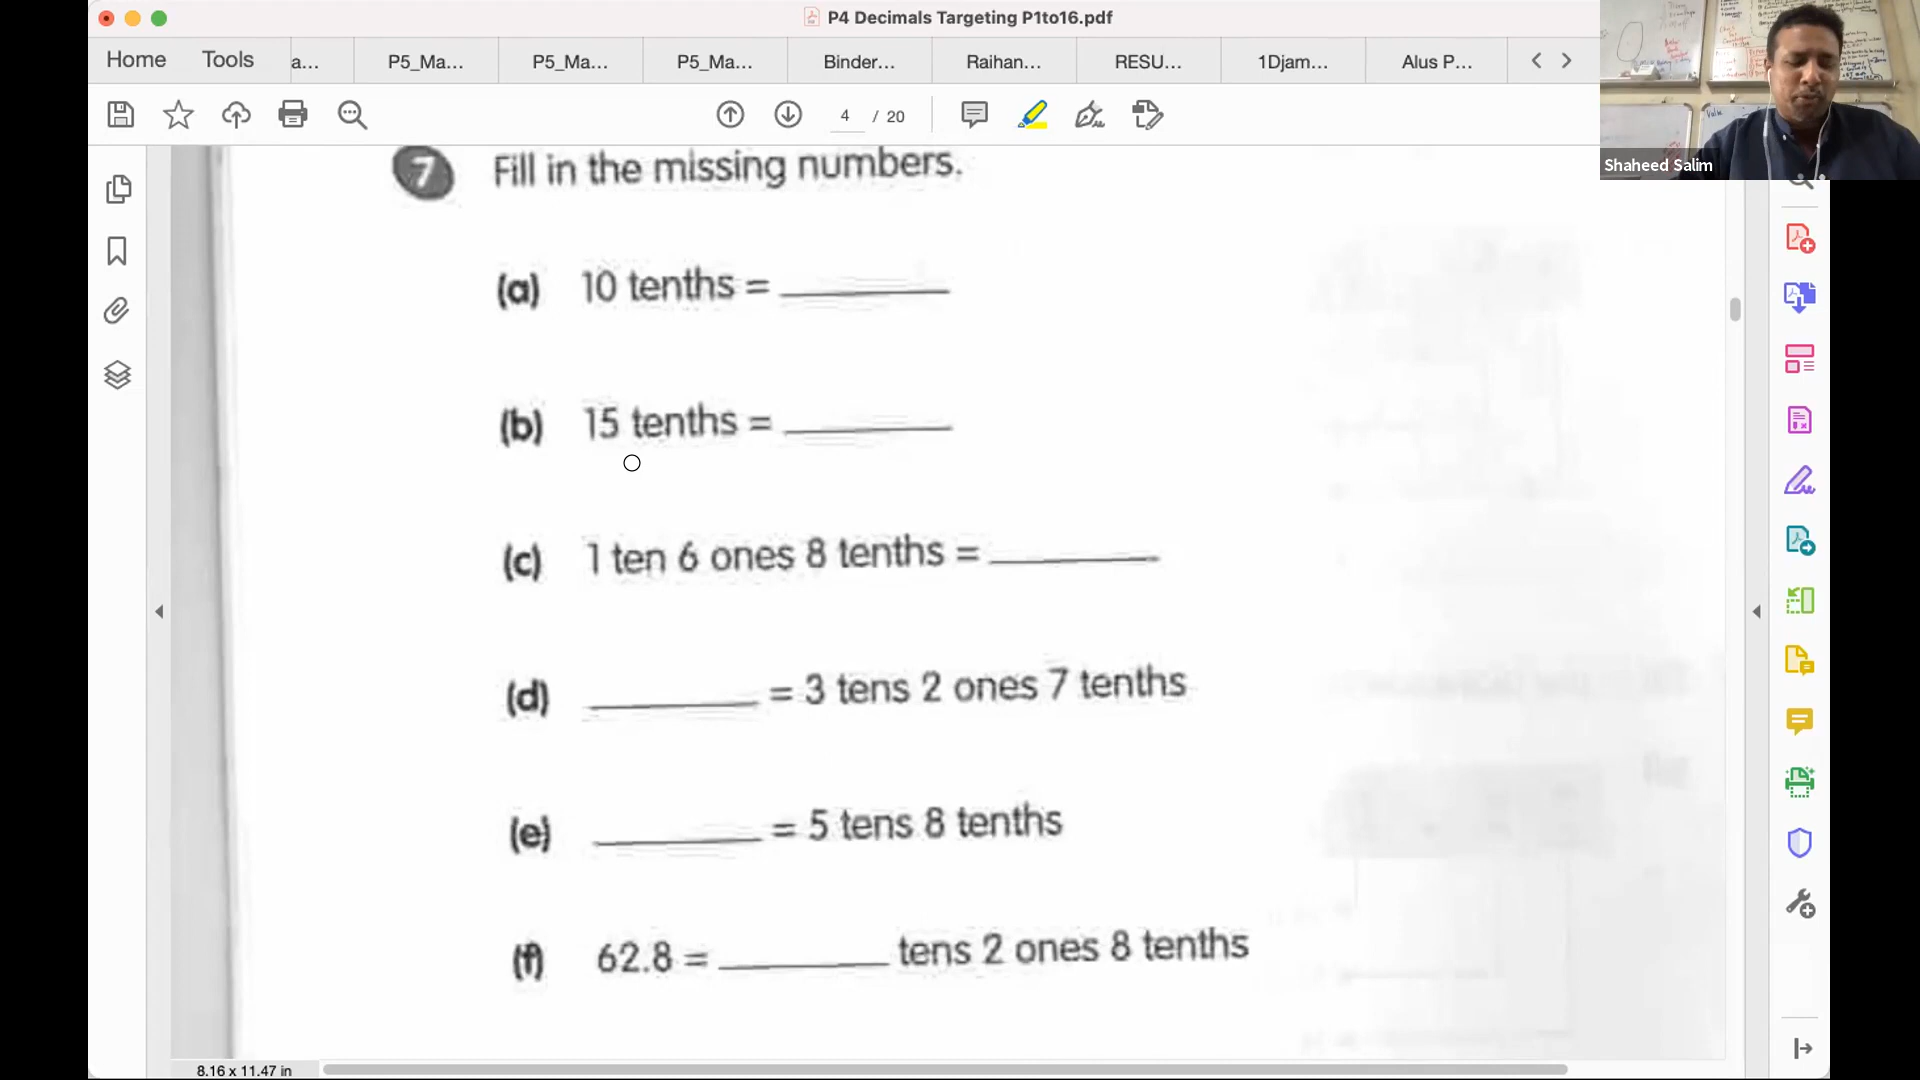 P4 Decimals Targeting P1to16.pdf
Home Tools a... P5_Ma... P5_Ma... P5_Ma... Binder... Raihan... RESU... 1Djam... Alus P...
4 / 20
Shaheed Salim
7 Fill in the missing numbers.
(a) 10 tenths = ________
(b) 15 tenths = ________
(c) 1 ten 6 ones 8 tenths = ________
(d) ________ = 3 tens 2 ones 7 tenths
(e) ________ = 5 tens 8 tenths
(f) 62.8 = ________ tens 2 ones 8 tenths
8.16 x 11.47 in